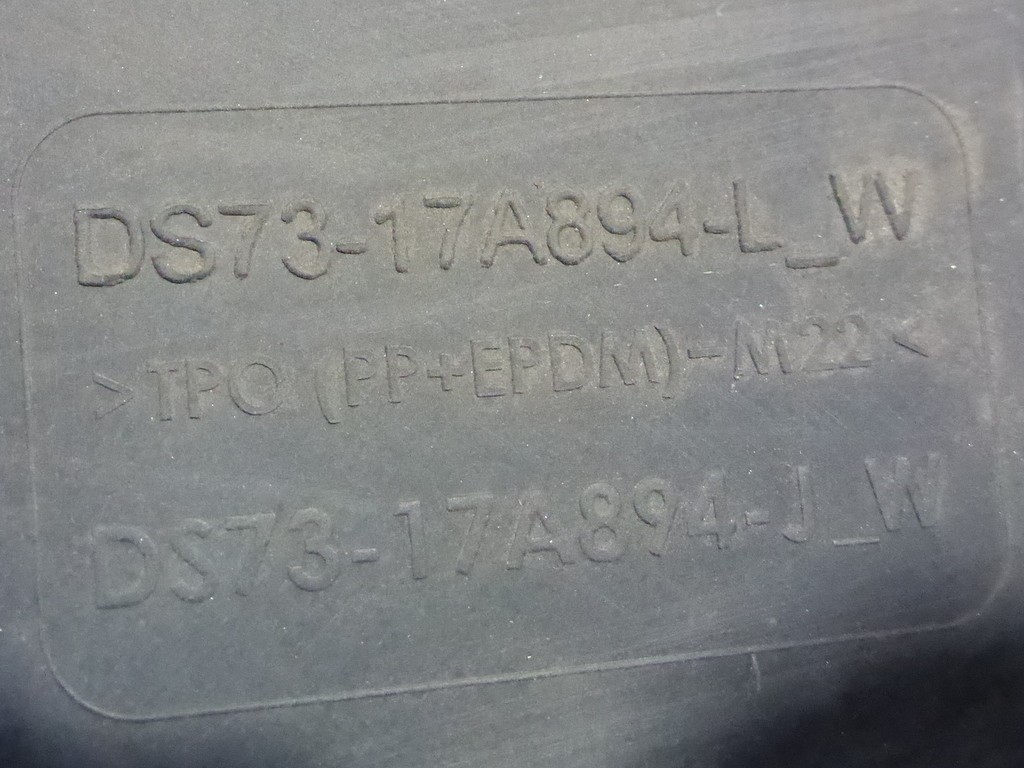 DS73-17A894-L_W
>TPO (PP+EPDM)-M22<
DS73-17A894-J_W